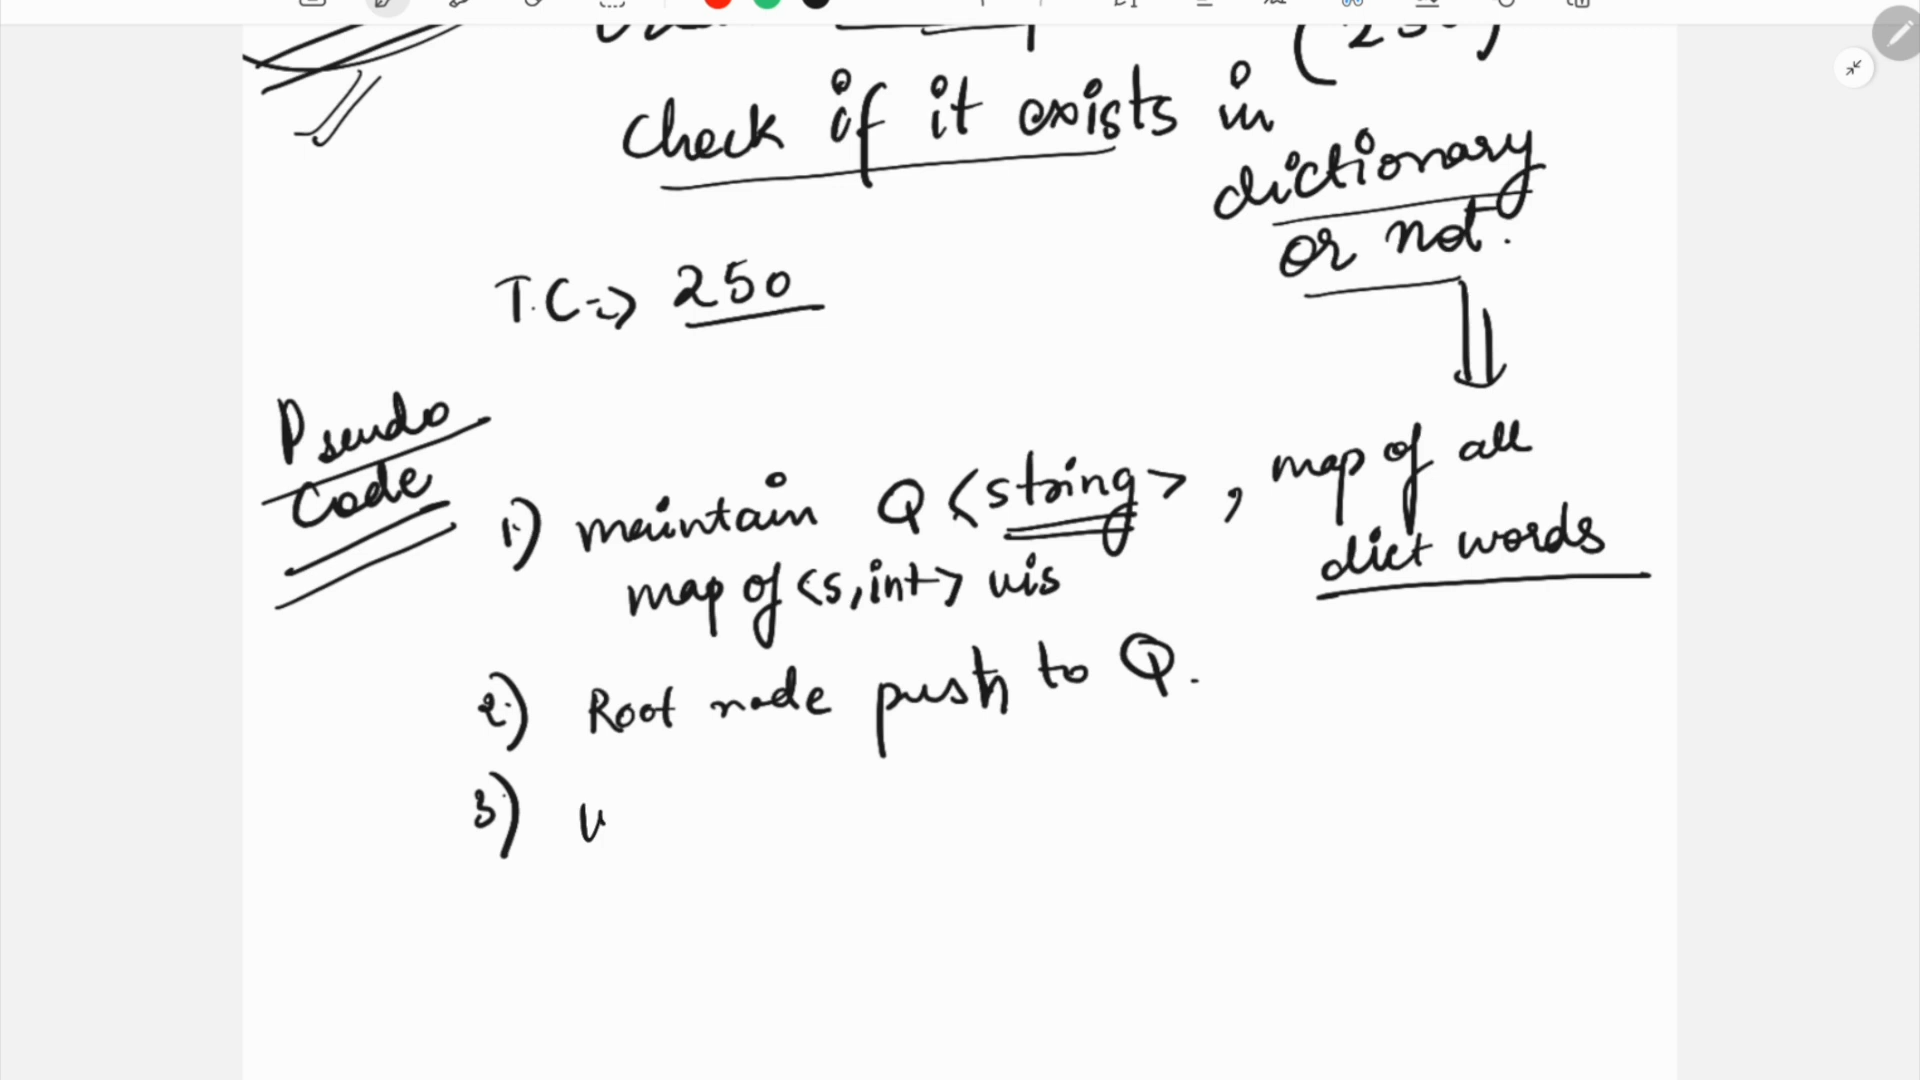 (250)
Check if it exists in
dictionary
or not.
T.C => 250
Pseudo
Code
1.) maintain Q <string> , map of all
dict words
map of <s, int> vis
2.) Root node push to Q.
3.)